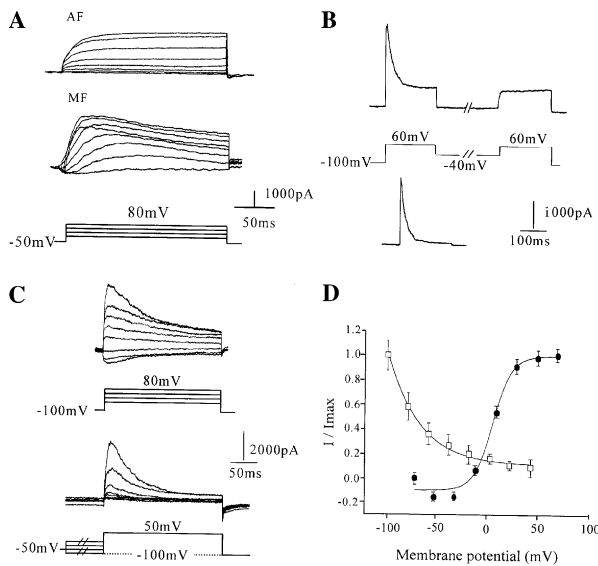 A
AF
MF
1000pA
50ms
80mV
-50mV
B
60mV
60mV
-100mV
-40mV
1000pA
100ms
C
80mV
-100mV
2000pA
50ms
50mV
-50mV
-100mV
D
I / Imax
1.2
1.0
0.8
0.6
0.4
0.2
0.0
-0.2
-100
-50
0
50
100
Membrane potential (mV)